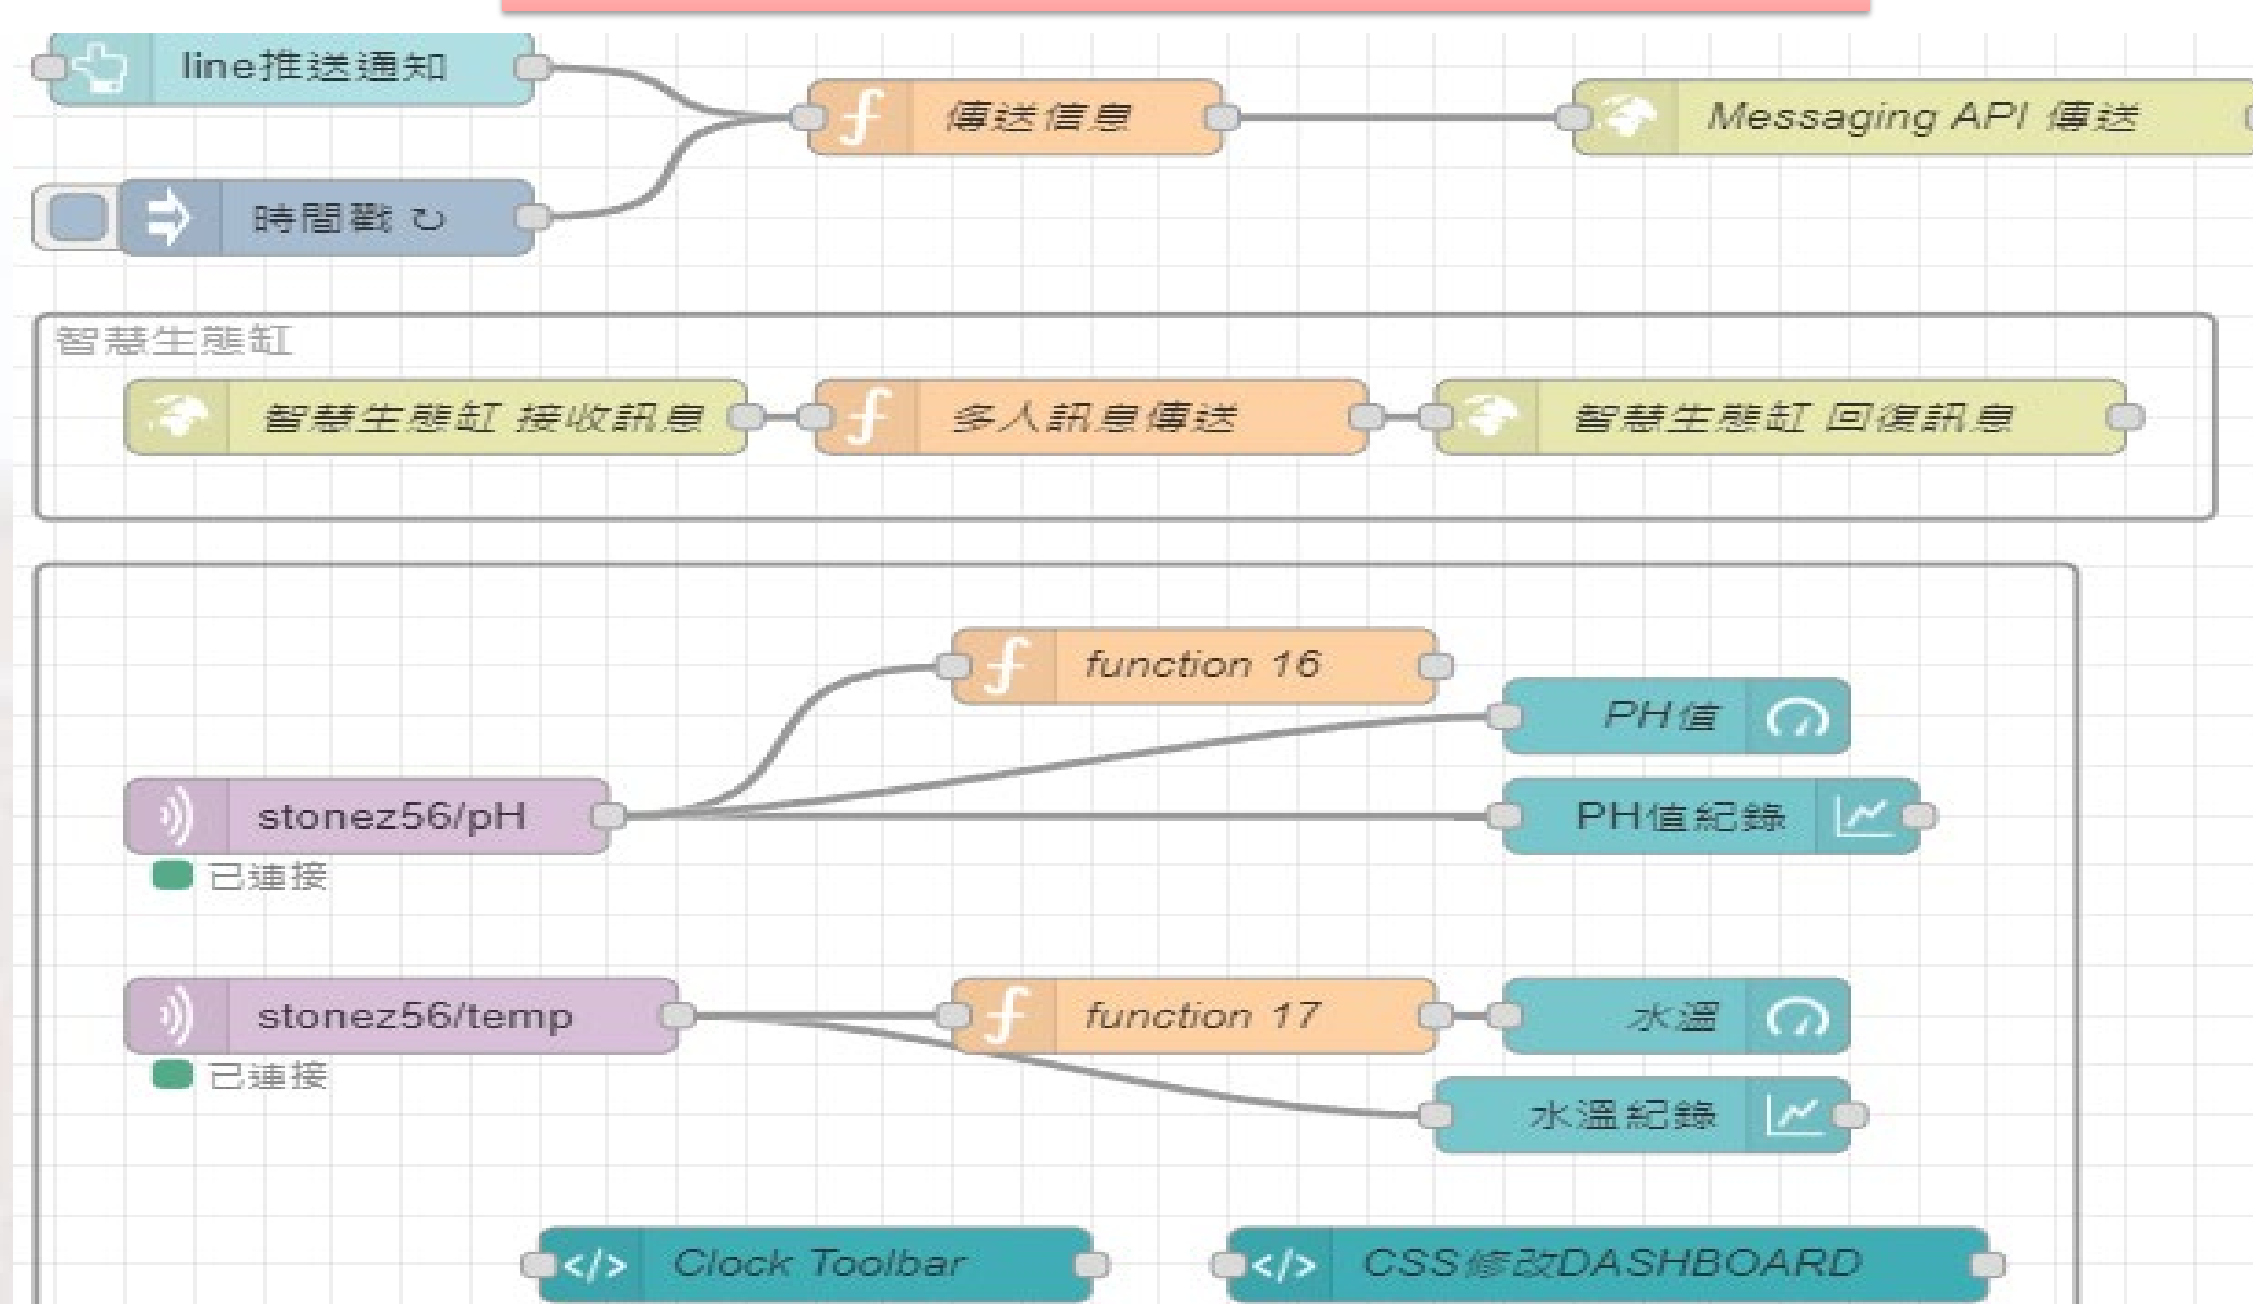 line推送通知
傳送信息
Messaging API 傳送
時間戳 ↻
智慧生態缸
智慧生態缸 接收訊息
多人訊息傳送
智慧生態缸 回復訊息
function 16
PH值
stonez56/pH
PH值紀錄
已連接
stonez56/temp
function 17
水溫
已連接
水溫紀錄
</> Clock Toolbar
</> CSS修改DASHBOARD